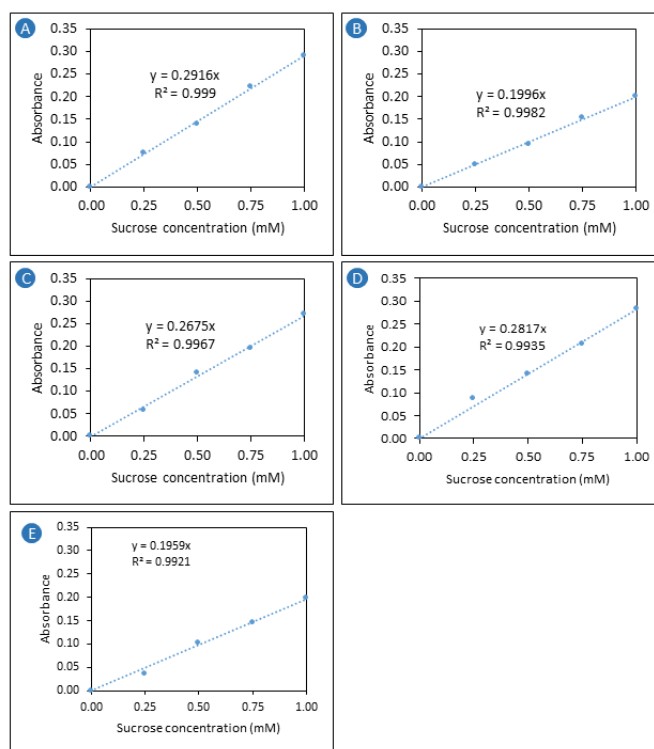 A
0.35
0.30
0.25
0.20
0.15
0.10
0.05
0.00
Absorbance
y = 0.2916x
R² = 0.999
0.00 0.25 0.50 0.75 1.00
Sucrose concentration (mM)
B
0.35
0.30
0.25
0.20
0.15
0.10
0.05
0.00
Absorbance
y = 0.1996x
R² = 0.9982
0.00 0.25 0.50 0.75 1.00
Sucrose concentration (mM)
C
0.35
0.30
0.25
0.20
0.15
0.10
0.05
0.00
Absorbance
y = 0.2675x
R² = 0.9967
0.00 0.25 0.50 0.75 1.00
Sucrose concentration (mM)
D
0.35
0.30
0.25
0.20
0.15
0.10
0.05
0.00
Absorbance
y = 0.2817x
R² = 0.9935
0.00 0.25 0.50 0.75 1.00
Sucrose concentration (mM)
E
0.35
0.30
0.25
0.20
0.15
0.10
0.05
0.00
Absorbance
y = 0.1959x
R² = 0.9921
0.00 0.25 0.50 0.75 1.00
Sucrose concentration (mM)